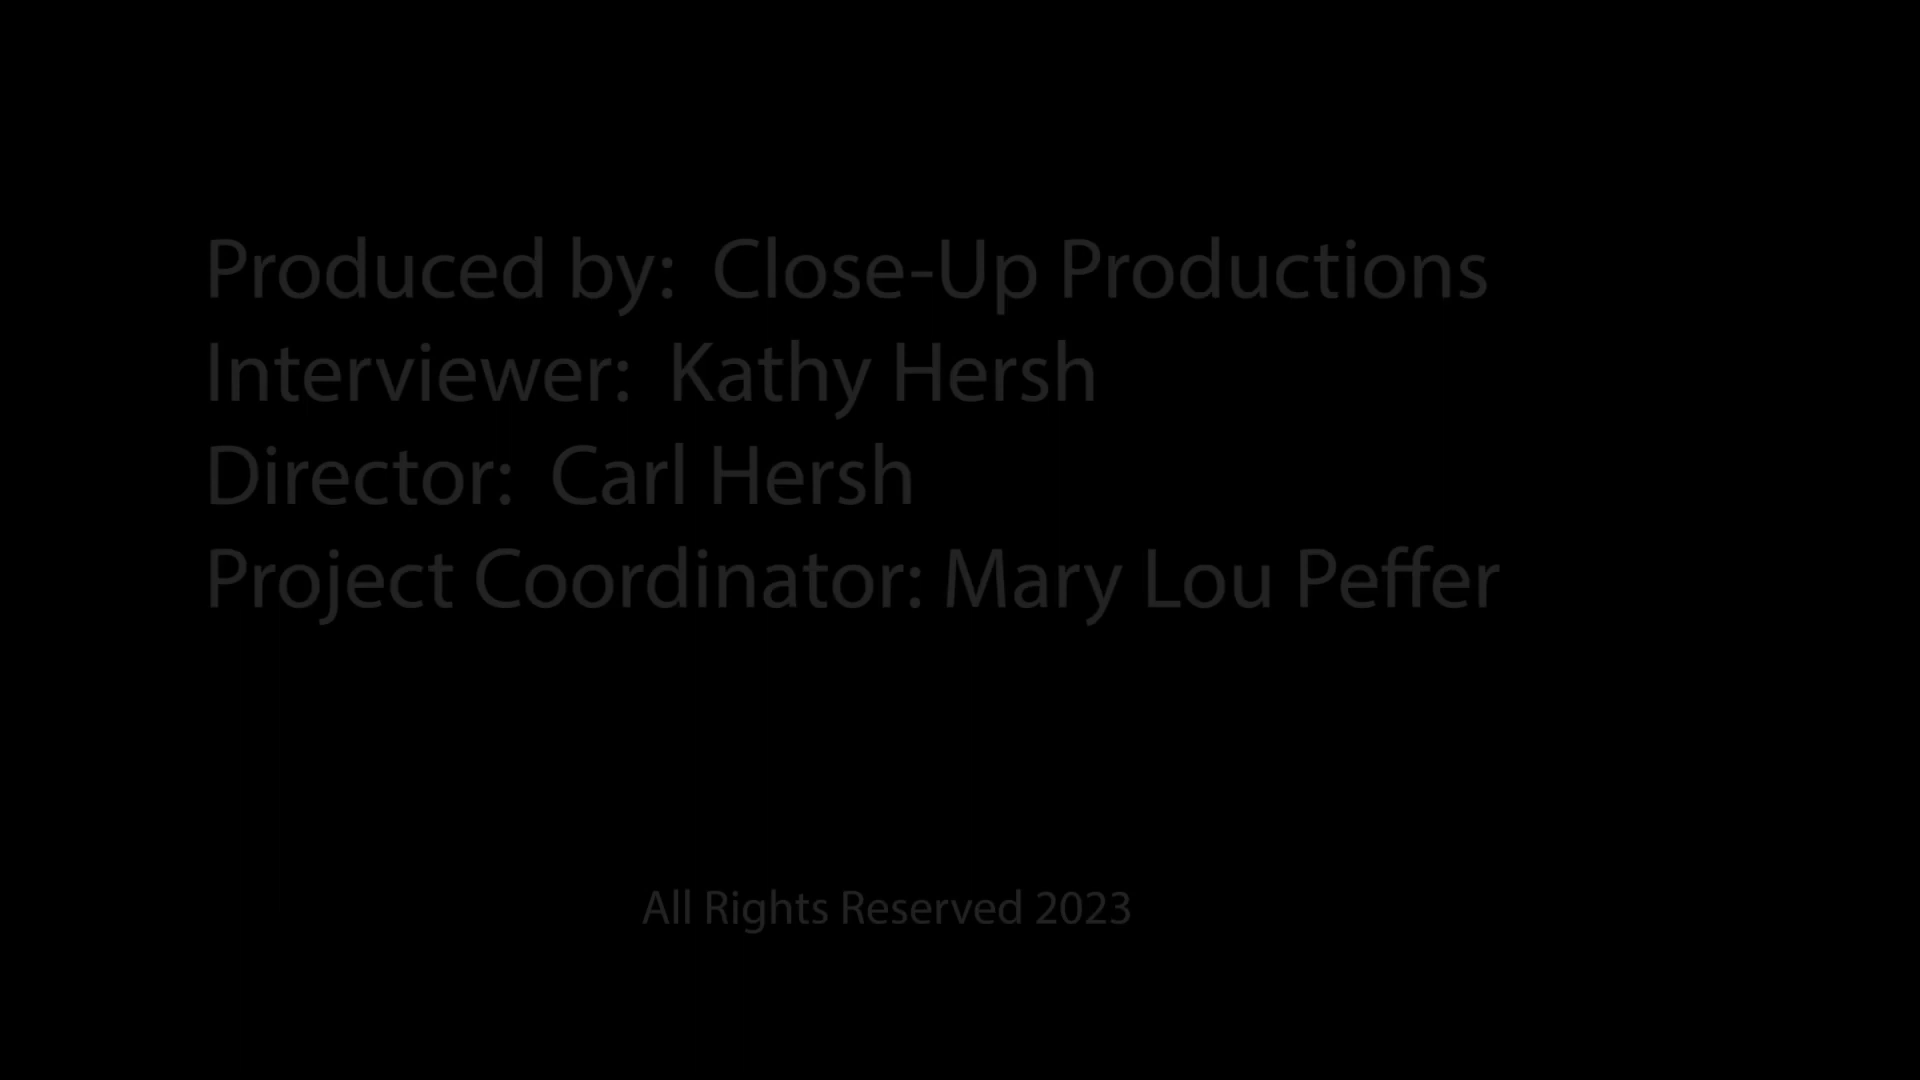 Produced by:  Close-Up Productions
Interviewer:  Kathy Hersh
Director:  Carl Hersh
Project Coordinator: Mary Lou Peffer
All Rights Reserved 2023